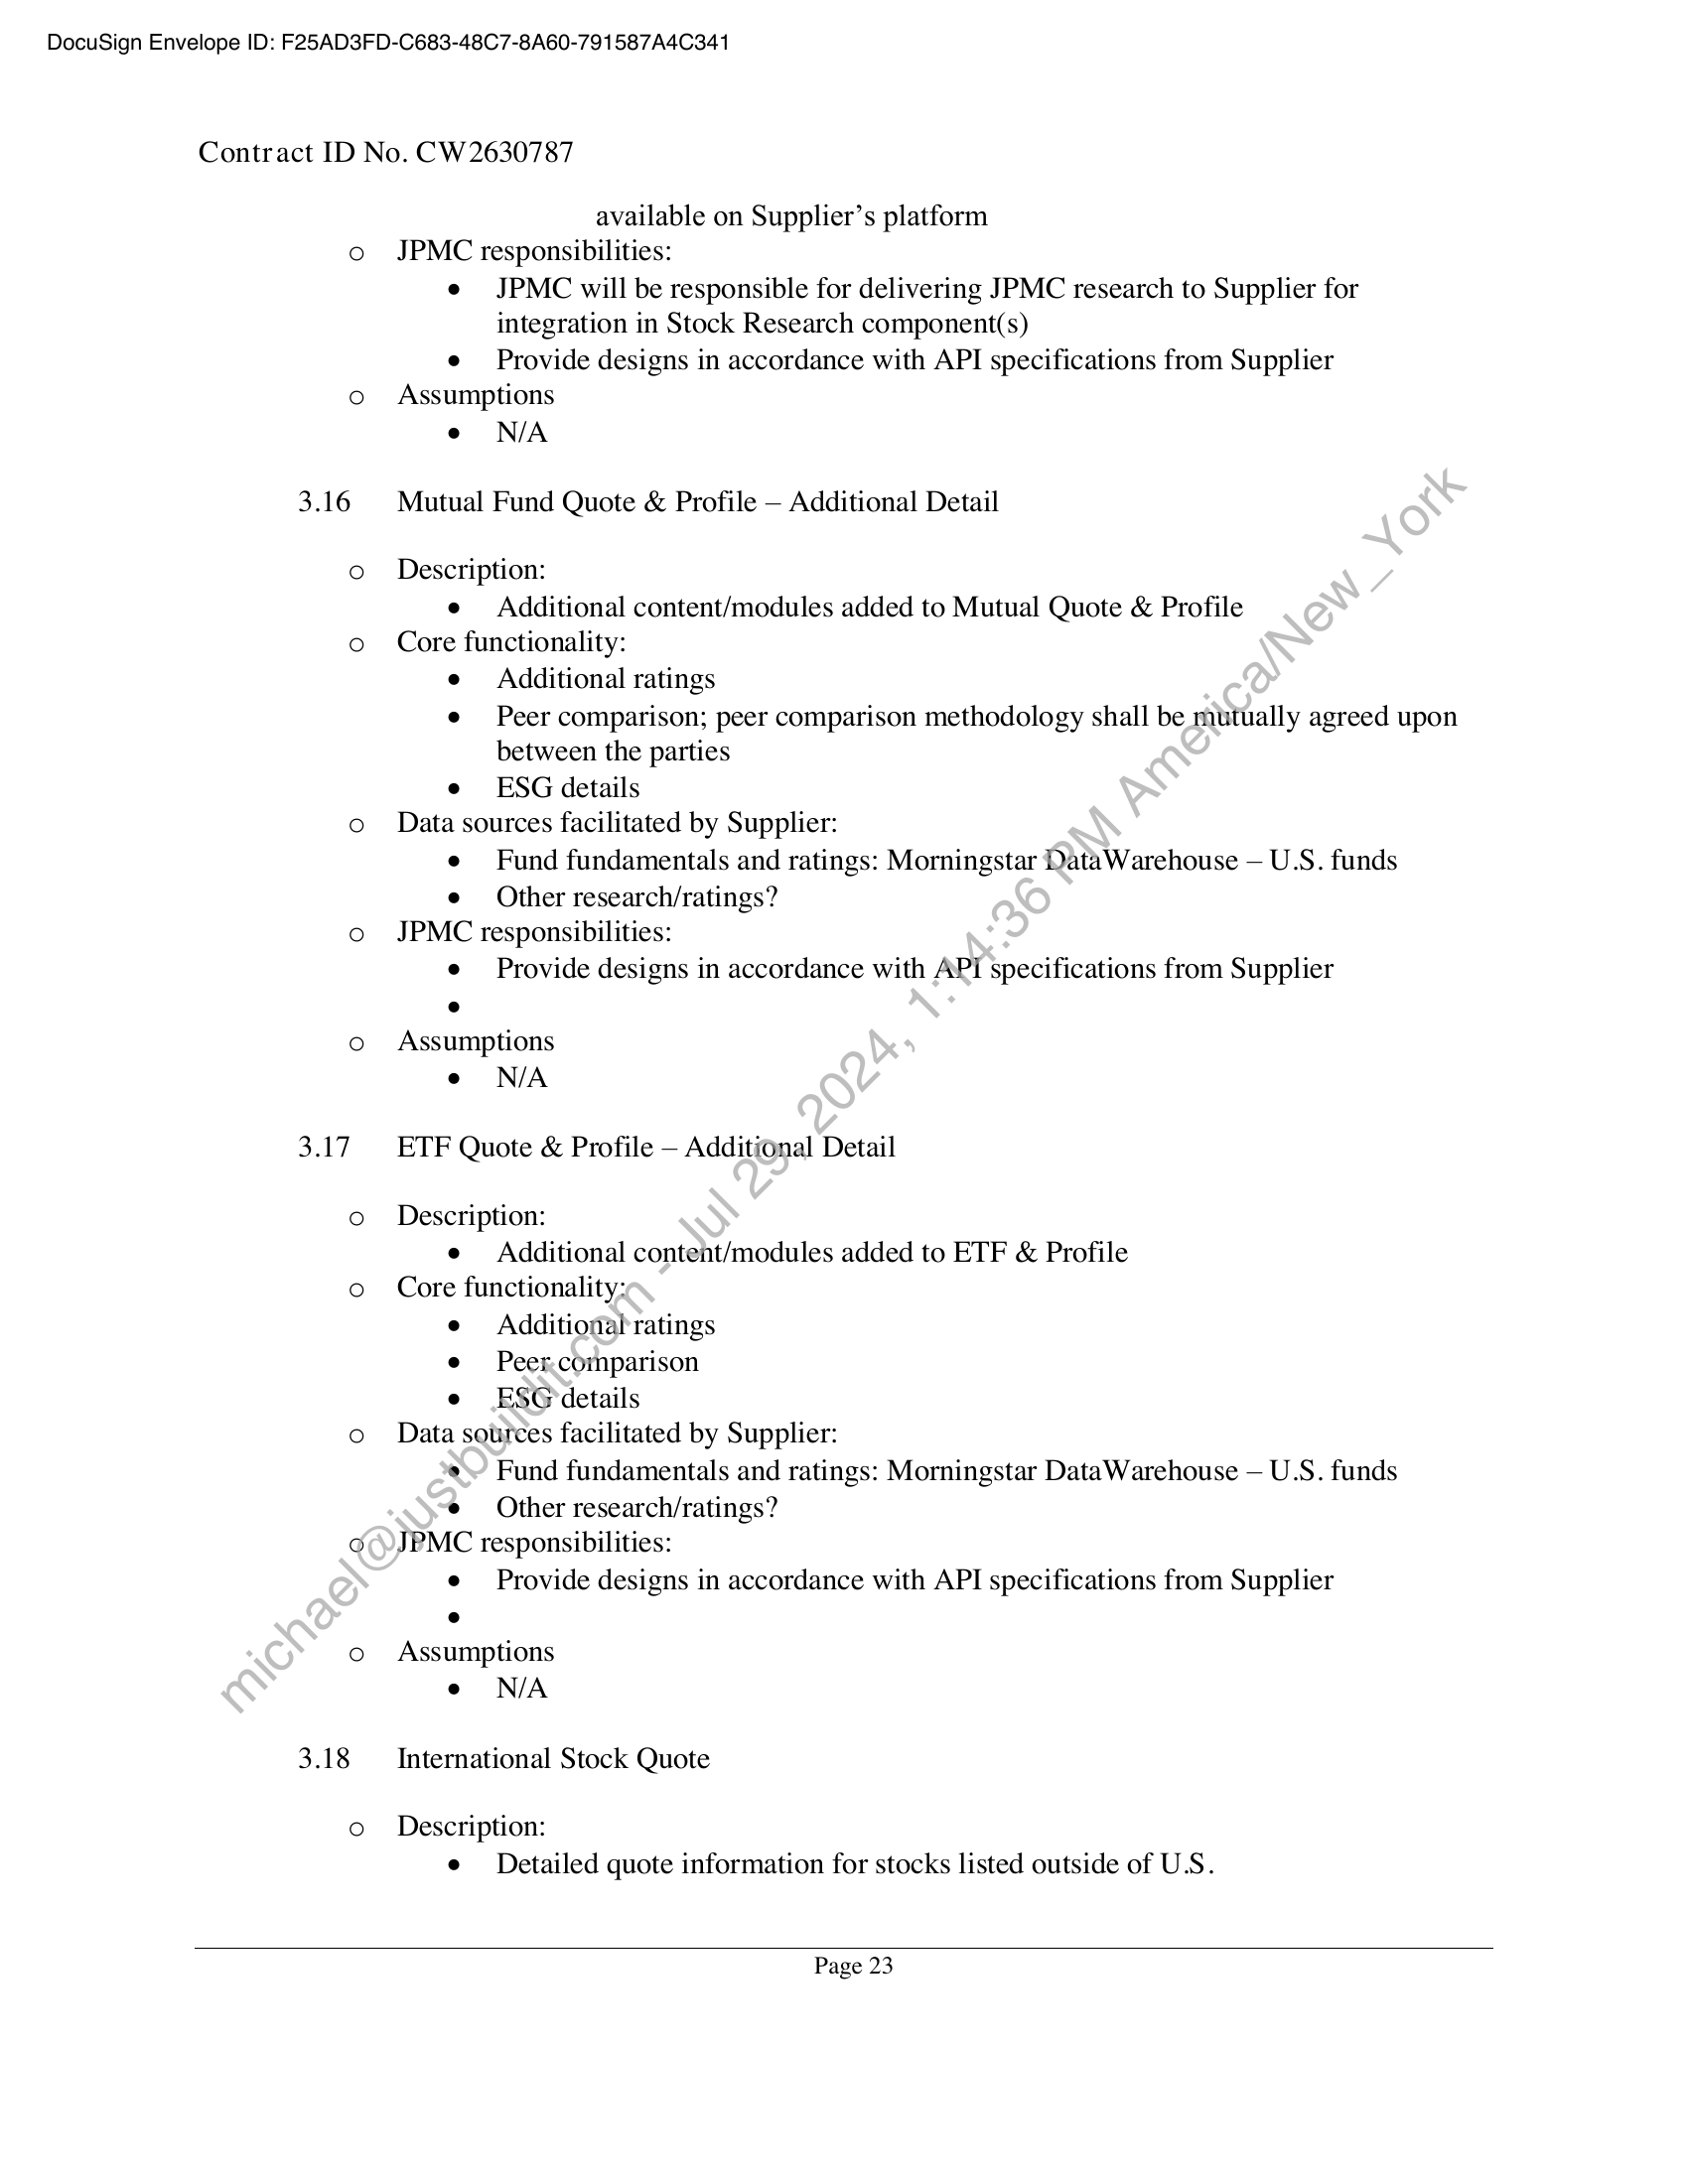 DocuSign Envelope ID: F25AD3FD-C683-48C7-8A60-791587A4C341
Contract ID No. CW2630787
available on Supplier’s platform
o JPMC responsibilities:
• JPMC will be responsible for delivering JPMC research to Supplier for
integration in Stock Research component(s)
• Provide designs in accordance with API specifications from Supplier
o Assumptions
• N/A
3.16 Mutual Fund Quote & Profile – Additional Detail
o Description:
• Additional content/modules added to Mutual Quote & Profile
o Core functionality:
• Additional ratings
• Peer comparison; peer comparison methodology shall be mutually agreed upon
between the parties
• ESG details
o Data sources facilitated by Supplier:
• Fund fundamentals and ratings: Morningstar DataWarehouse – U.S. funds
• Other research/ratings?
o JPMC responsibilities:
• Provide designs in accordance with API specifications from Supplier
•
o Assumptions
• N/A
3.17 ETF Quote & Profile – Additional Detail
o Description:
• Additional content/modules added to ETF & Profile
o Core functionality:
• Additional ratings
• Peer comparison
• ESG details
o Data sources facilitated by Supplier:
• Fund fundamentals and ratings: Morningstar DataWarehouse – U.S. funds
• Other research/ratings?
o JPMC responsibilities:
• Provide designs in accordance with API specifications from Supplier
•
o Assumptions
• N/A
3.18 International Stock Quote
o Description:
• Detailed quote information for stocks listed outside of U.S.
Page 23
michael@justbuildit.com - Jul 29, 2024, 1:14:36 PM America/New_York